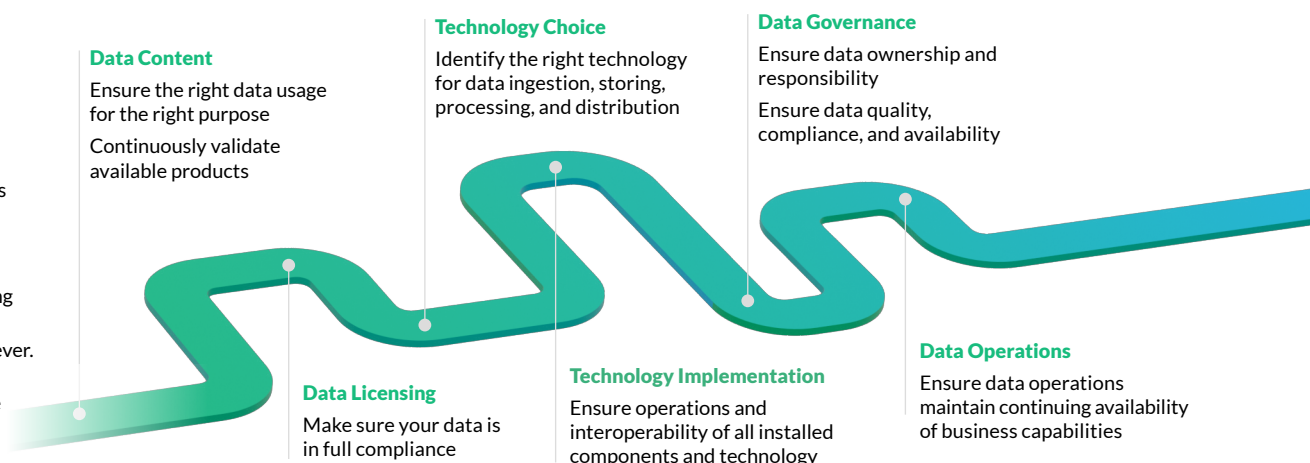 Data Content
Ensure the right data usage
for the right purpose
Continuously validate
available products
Data Licensing
Make sure your data is
in full compliance
Technology Choice
Identify the right technology
for data ingestion, storing,
processing, and distribution
Technology Implementation
Ensure operations and
interoperability of all installed
components and technology
Data Governance
Ensure data ownership and
responsibility
Ensure data quality,
compliance, and availability
Data Operations
Ensure data operations
maintain continuing availability
of business capabilities